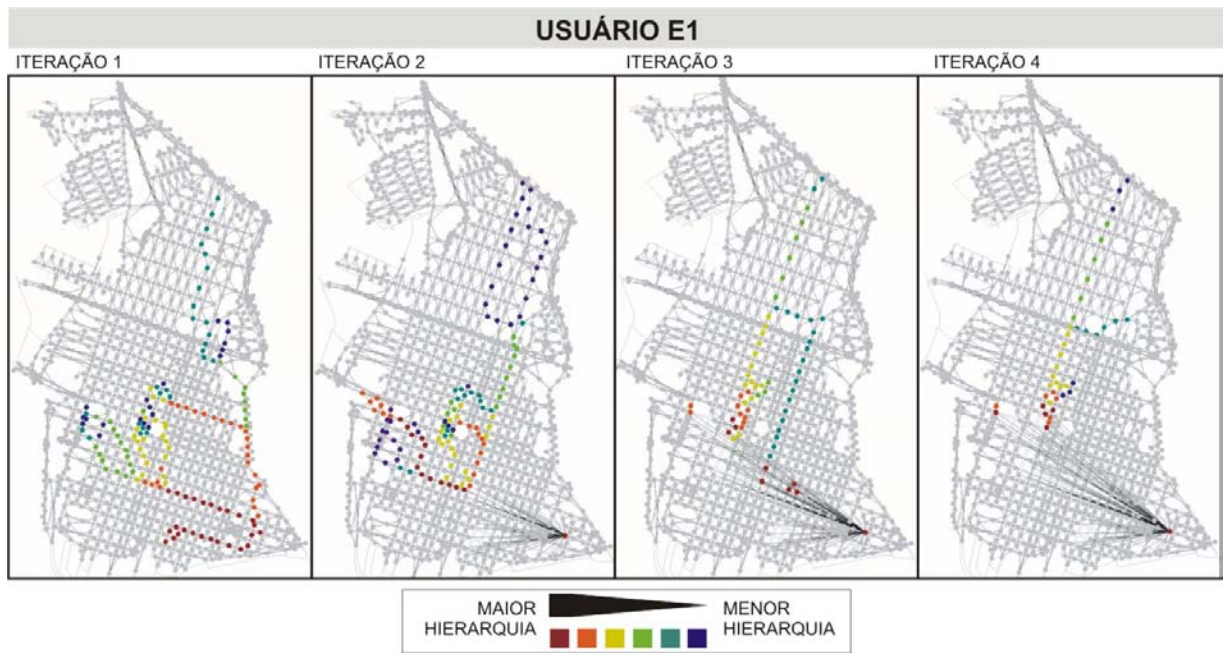 USUÁRIO E1
ITERAÇÃO 1
ITERAÇÃO 2
ITERAÇÃO 3
ITERAÇÃO 4
MAIOR
HIERARQUIA
MENOR
HIERARQUIA